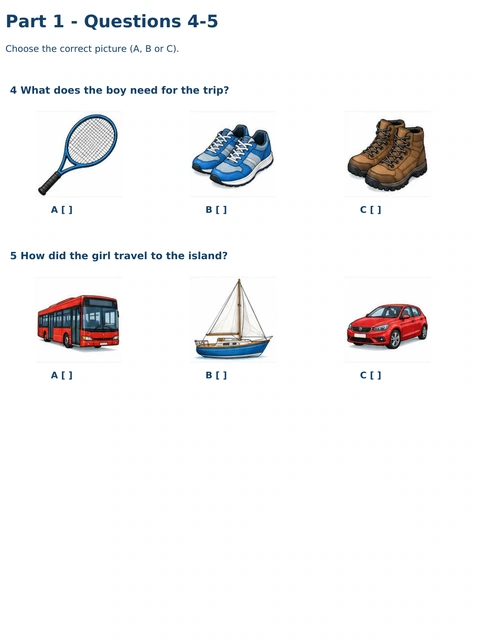 Part 1 - Questions 4-5
Choose the correct picture (A, B or C).
4 What does the boy need for the trip?
A [ ] B [ ] C [ ]
5 How did the girl travel to the island?
A [ ] B [ ] C [ ]